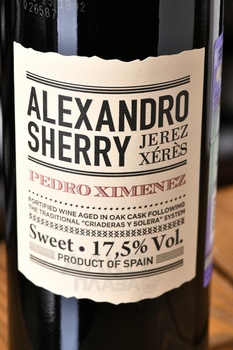 ALEXANDRO
SHERRY JEREZ
XÉRÈS
PEDRO XIMENEZ
FORTIFIED WINE AGED IN OAK CASK FOLLOWING
THE TRADITIONAL "CRIADERAS Y SOLERA" SYSTEM
Sweet • 17,5% Vol.
PRODUCT OF SPAIN